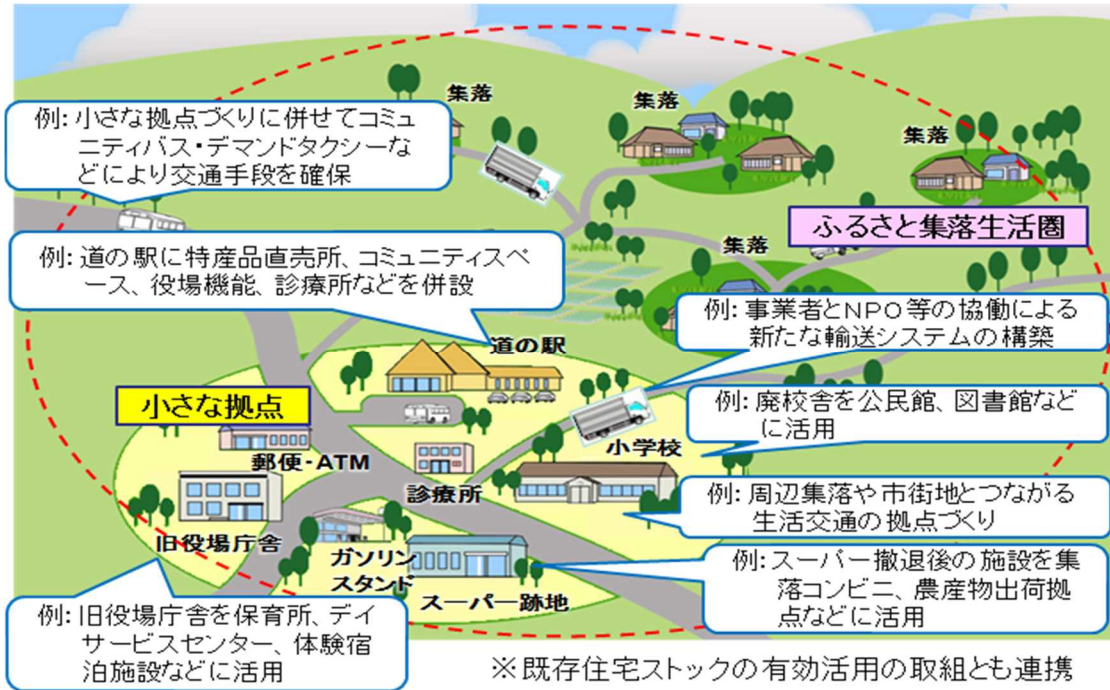 集落
集落
集落
例：小さな拠点づくりに併せてコミュ
ニティバス・デマンドタクシーな
どにより交通手段を確保
ふるさと集落生活圏
集落
例：道の駅に特産品直売所、コミュニティスペ
ース、役場機能、診療所などを併設
例：事業者とＮＰＯ等の協働による
新たな輸送システムの構築
道の駅
小さな拠点
例：廃校舎を公民館、図書館など
に活用
小学校
郵便・ATM
診療所
例：周辺集落や市街地とつながる
生活交通の拠点づくり
旧役場庁舎
ガソリン
スタンド
スーパー跡地
例：スーパー撤退後の施設を集
落コンビニ、農産物出荷拠
点などに活用
例：旧役場庁舎を保育所、デイ
サービスセンター、体験宿
泊施設などに活用
※既存住宅ストックの有効活用の取組とも連携